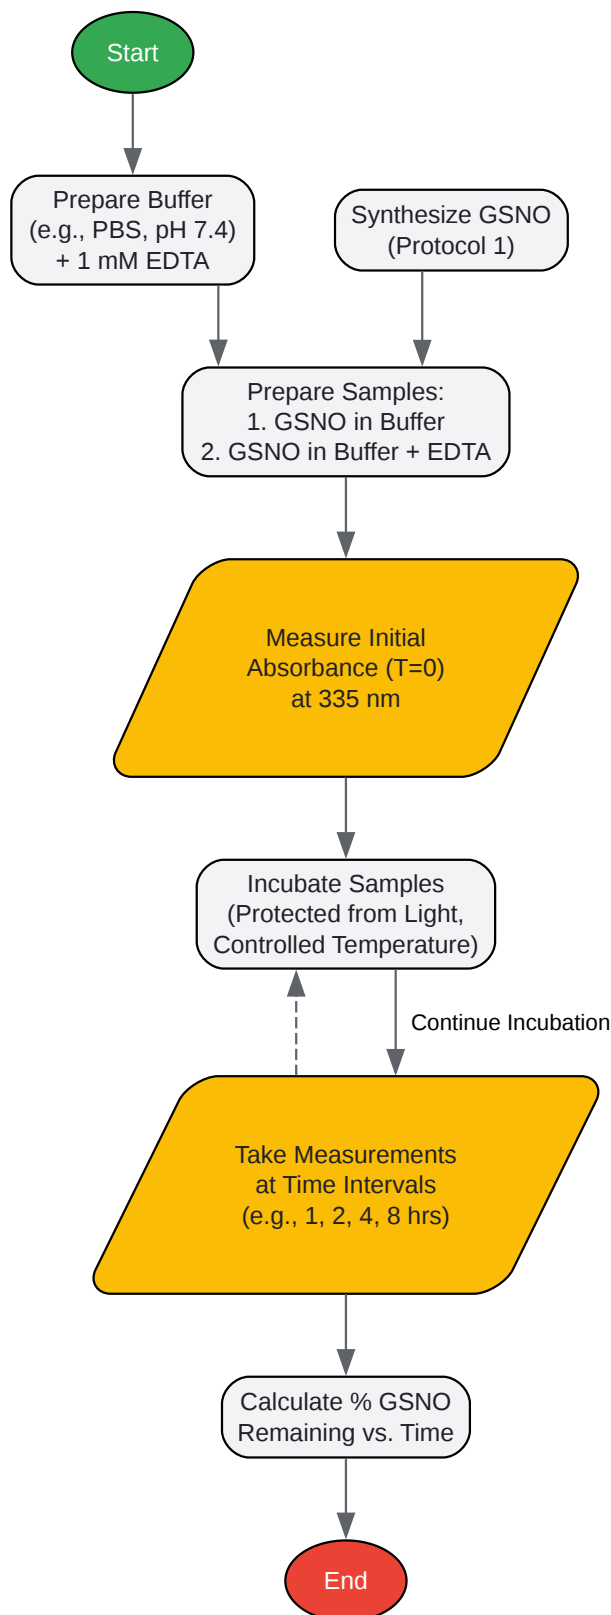 Start
Prepare Buffer
(e.g., PBS, pH 7.4)
+ 1 mM EDTA
Synthesize GSNO
(Protocol 1)
Prepare Samples:
1. GSNO in Buffer
2. GSNO in Buffer + EDTA
Measure Initial
Absorbance (T=0)
at 335 nm
Incubate Samples
(Protected from Light,
Controlled Temperature)
Continue Incubation
Take Measurements
at Time Intervals
(e.g., 1, 2, 4, 8 hrs)
Calculate % GSNO
Remaining vs. Time
End